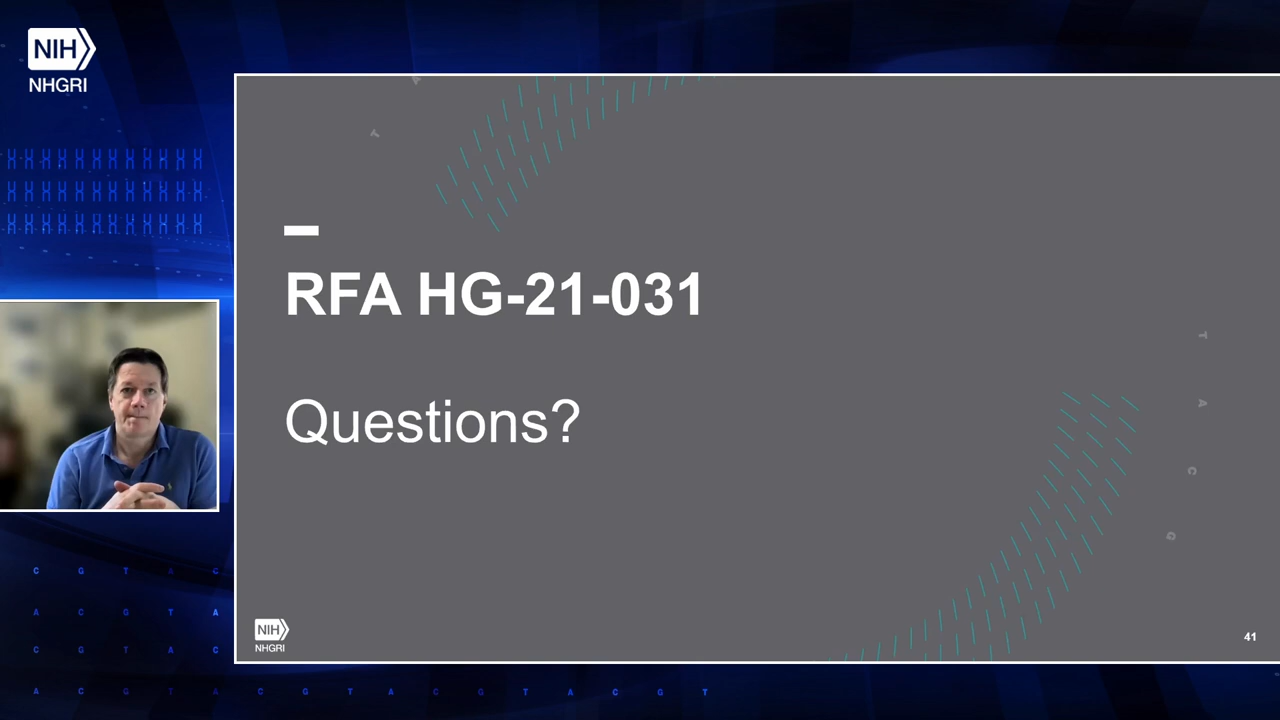 NIH
NHGRI
RFA HG-21-031
Questions?
T
A
C
G
T
NIH
NHGRI
41
C G T A C
A C G T A
C G T A C
A C G T A C G T A C G T A C G T